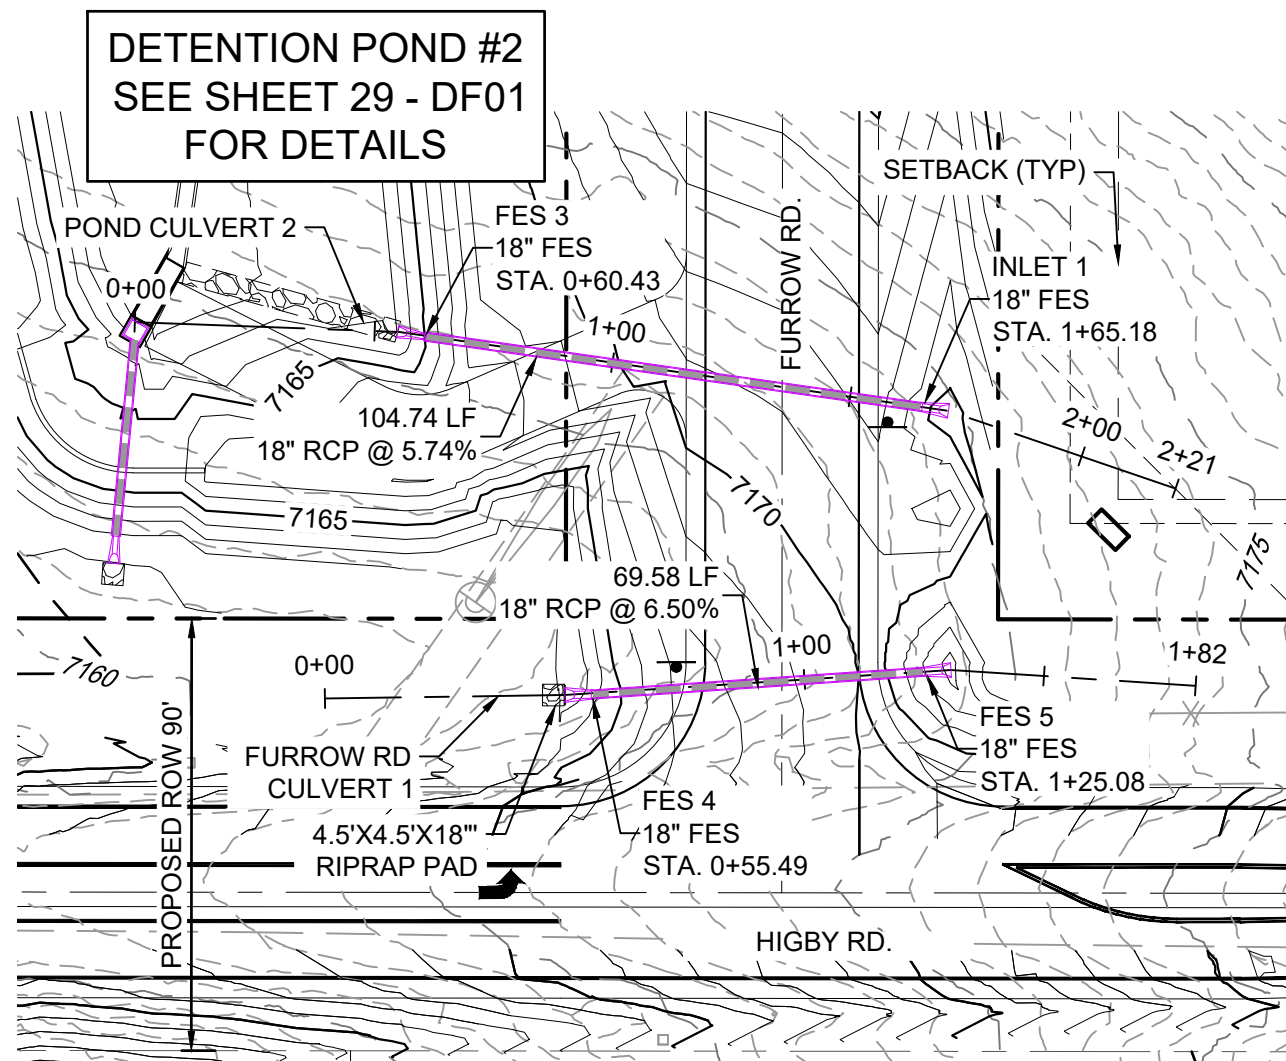 DETENTION POND #2
SEE SHEET 29 - DF01
FOR DETAILS
POND CULVERT 2
0+00
FES 3
18" FES
STA. 0+60.43
1+00
FURROW RD.
SETBACK (TYP)
INLET 1
18" FES
STA. 1+65.18
7165
104.74 LF
18" RCP @ 5.74%
2+00
2+21
7165
7170
7175
69.58 LF
18" RCP @ 6.50%
7160
0+00
1+00
1+82
PROPOSED ROW 90'
FURROW RD
CULVERT 1
FES 5
18" FES
STA. 1+25.08
4.5'X4.5'X18'"
RIPRAP PAD
FES 4
18" FES
STA. 0+55.49
HIGBY RD.